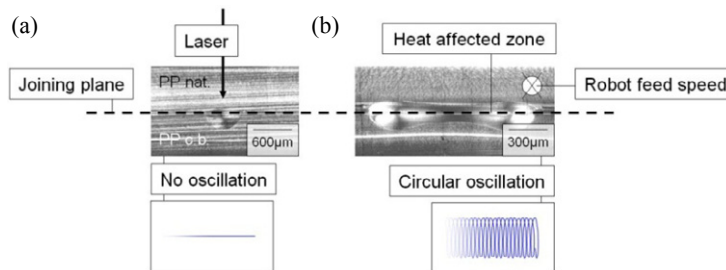 (a)
(b)
Laser
Heat affected zone
Joining plane
PP nat.
Robot feed speed
PP o.b.
600µm
300µm
No oscillation
Circular oscillation